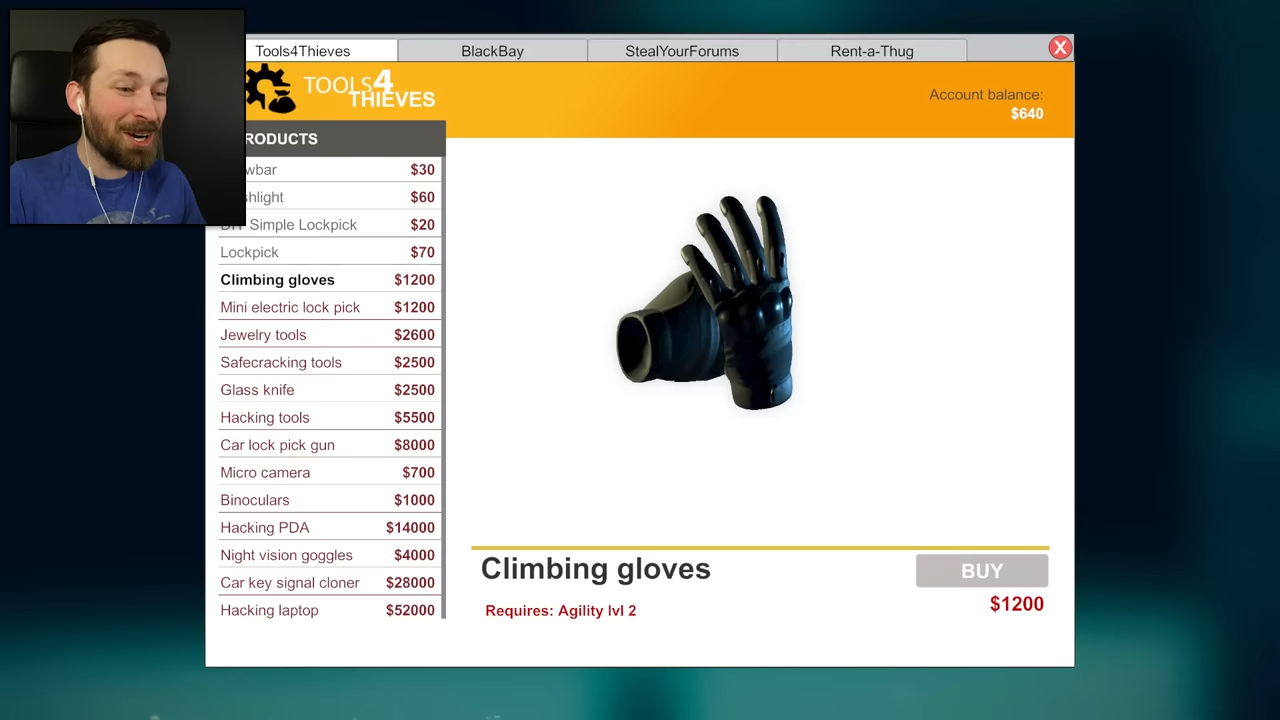 Tools4Thieves
BlackBay
StealYourForums
Rent-a-Thug
X
TOOLS4
THIEVES
Account balance:
$640
RODUCTS
wbar $30
hlight $60
DIY Simple Lockpick $20
Lockpick $70
Climbing gloves $1200
Mini electric lock pick $1200
Jewelry tools $2600
Safecracking tools $2500
Glass knife $2500
Hacking tools $5500
Car lock pick gun $8000
Micro camera $700
Binoculars $1000
Hacking PDA $14000
Night vision goggles $4000
Car key signal cloner $28000
Hacking laptop $52000
Climbing gloves
BUY
Requires: Agility lvl 2
$1200